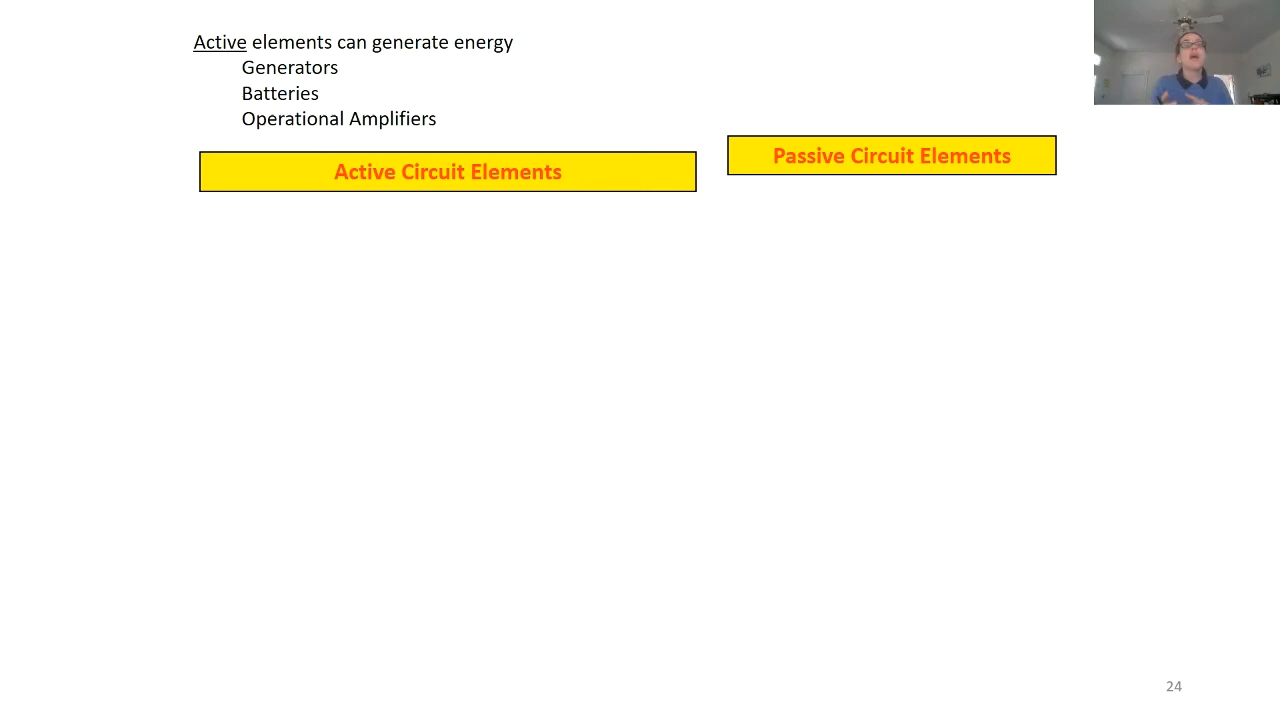 Active elements can generate energy
Generators
Batteries
Operational Amplifiers
Active Circuit Elements
Passive Circuit Elements
24